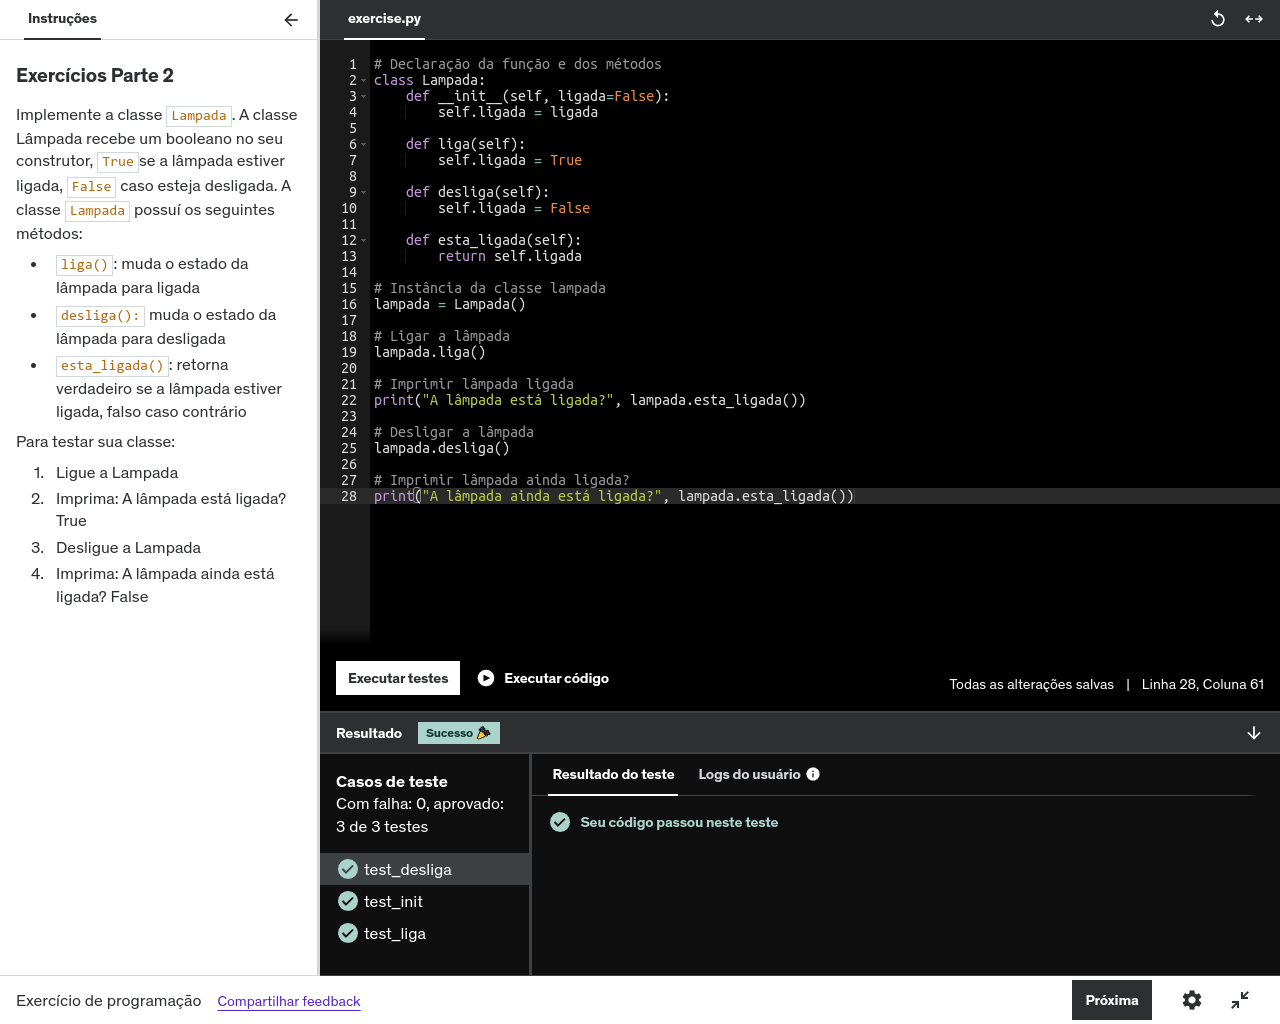 Instruções
Exercícios Parte 2
Implemente a classe Lampada. A classe
Lâmpada recebe um booleano no seu
construtor, True se a lâmpada estiver
ligada, False caso esteja desligada. A
classe Lampada possuí os seguintes
métodos:
• liga(): muda o estado da
lâmpada para ligada
• desliga(): muda o estado da
lâmpada para desligada
• esta_ligada(): retorna
verdadeiro se a lâmpada estiver
ligada, falso caso contrário
Para testar sua classe:
1. Ligue a Lampada
2. Imprima: A lâmpada está ligada?
True
3. Desligue a Lampada
4. Imprima: A lâmpada ainda está
ligada? False
exercise.py
1 # Declaração da função e dos métodos
2 class Lampada:
3     def __init__(self, ligada=False):
4         self.ligada = ligada
5
6     def liga(self):
7         self.ligada = True
8
9     def desliga(self):
10         self.ligada = False
11
12     def esta_ligada(self):
13         return self.ligada
14
15 # Instância da classe lampada
16 lampada = Lampada()
17
18 # Ligar a lâmpada
19 lampada.liga()
20
21 # Imprimir lâmpada ligada
22 print("A lâmpada está ligada?", lampada.esta_ligada())
23
24 # Desligar a lâmpada
25 lampada.desliga()
26
27 # Imprimir lâmpada ainda ligada?
28 print("A lâmpada ainda está ligada?", lampada.esta_ligada())
Executar testes
Executar código
Todas as alterações salvas | Linha 28, Coluna 61
Resultado
Sucesso
Casos de teste
Com falha: 0, aprovado:
3 de 3 testes
test_desliga
test_init
test_liga
Resultado do teste
Logs do usuário
Seu código passou neste teste
Exercício de programação
Compartilhar feedback
Próxima